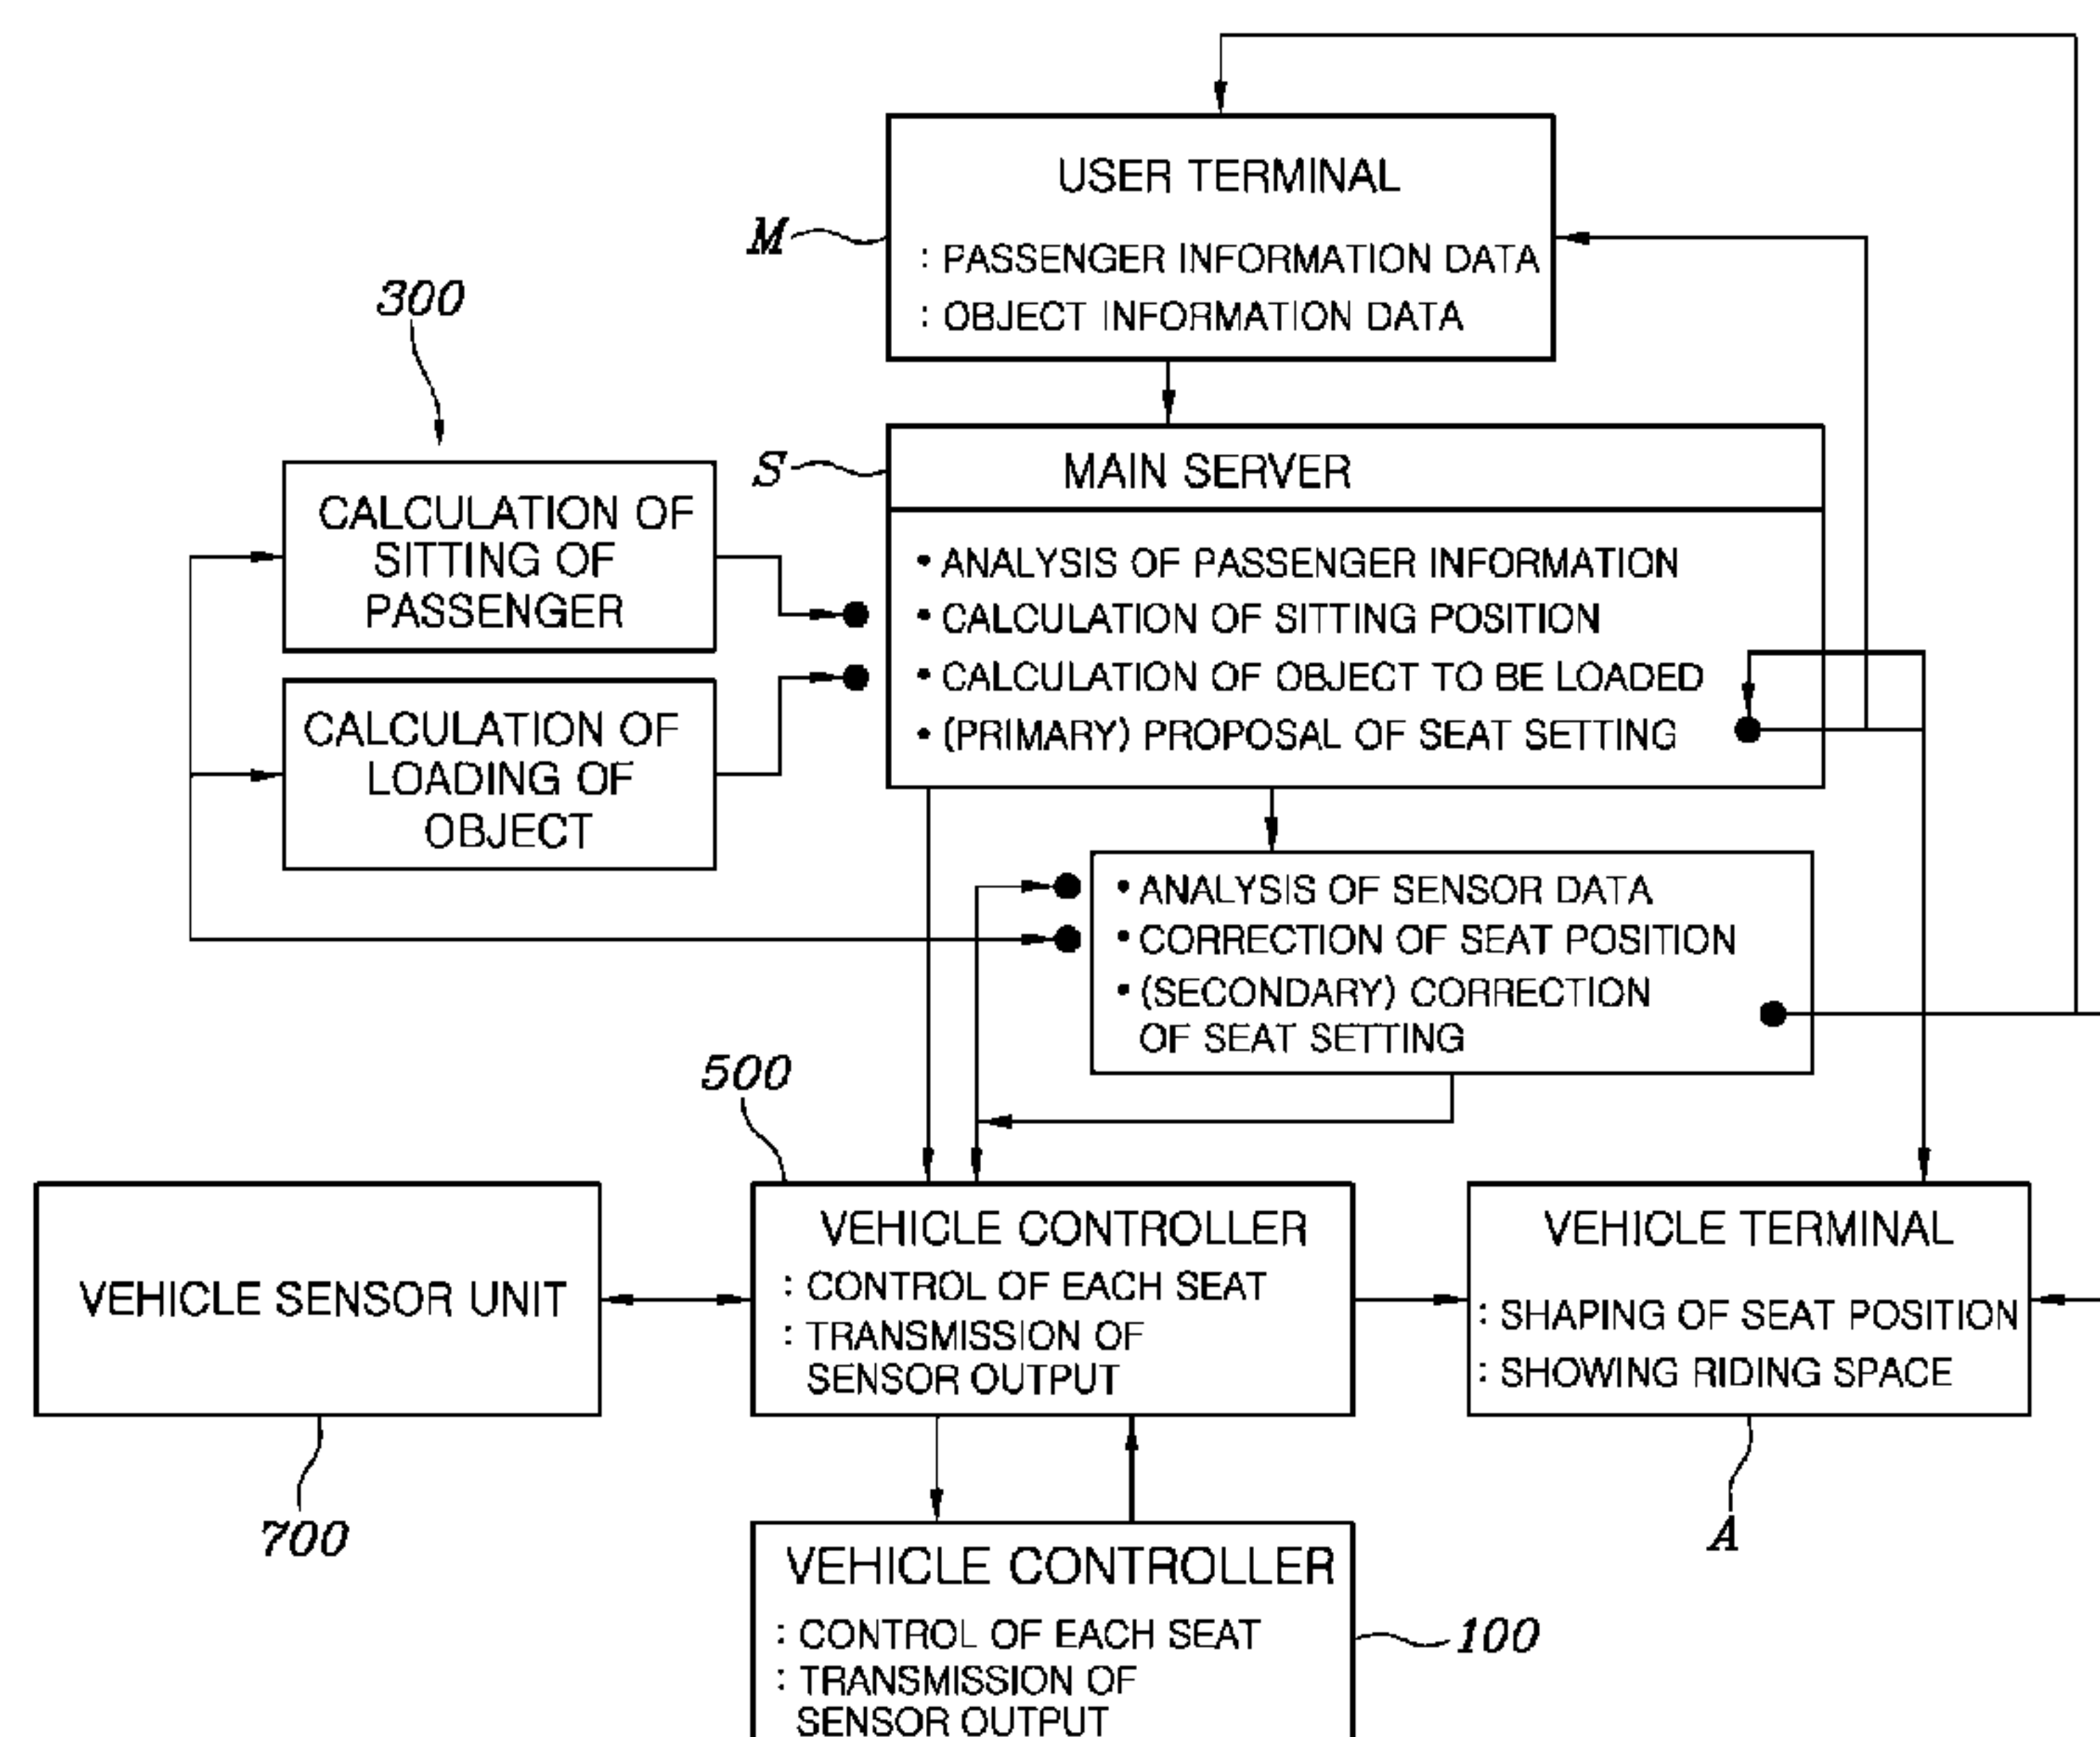 USER TERMINAL
M
: PASSENGER INFORMATION DATA
: OBJECT INFORMATION DATA
300
S
MAIN SERVER
CALCULATION OF
SITTING OF
PASSENGER
• ANALYSIS OF PASSENGER INFORMATION
• CALCULATION OF SITTING POSITION
• CALCULATION OF OBJECT TO BE LOADED
• (PRIMARY) PROPOSAL OF SEAT SETTING
CALCULATION OF
LOADING OF
OBJECT
• ANALYSIS OF SENSOR DATA
• CORRECTION OF SEAT POSITION
• (SECONDARY) CORRECTION
OF SEAT SETTING
500
VEHICLE SENSOR UNIT
700
VEHICLE CONTROLLER
: CONTROL OF EACH SEAT
: TRANSMISSION OF
SENSOR OUTPUT
VEHICLE TERMINAL
: SHAPING OF SEAT POSITION
: SHOWING RIDING SPACE
A
VEHICLE CONTROLLER
: CONTROL OF EACH SEAT
: TRANSMISSION OF
SENSOR OUTPUT
100